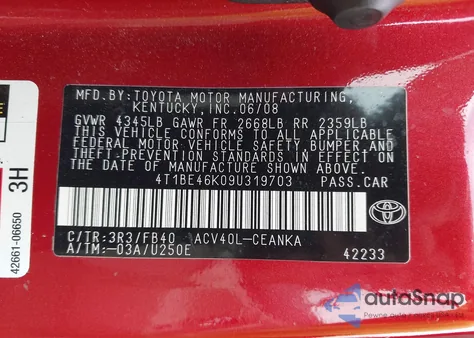 MFD.BY:TOYOTA MOTOR MANUFACTURING,
KENTUCKY, INC.06/08
GVWR 4345LB GAWR FR 2668LB RR 2359LB
THIS VEHICLE CONFORMS TO ALL APPLICABLE
FEDERAL MOTOR VEHICLE SAFETY,BUMPER,AND
THEFT-PREVENTION STANDARDS IN EFFECT ON
THE DATE OF MANUFACTURE SHOWN ABOVE.
4T1BE46K09U319703 PASS.CAR
C/TR:3R3/FB40 ACV40L-CEANKA
A/TM:-03A/U250E
42233
TOYOTA
42661-06650
3H
autoSnap